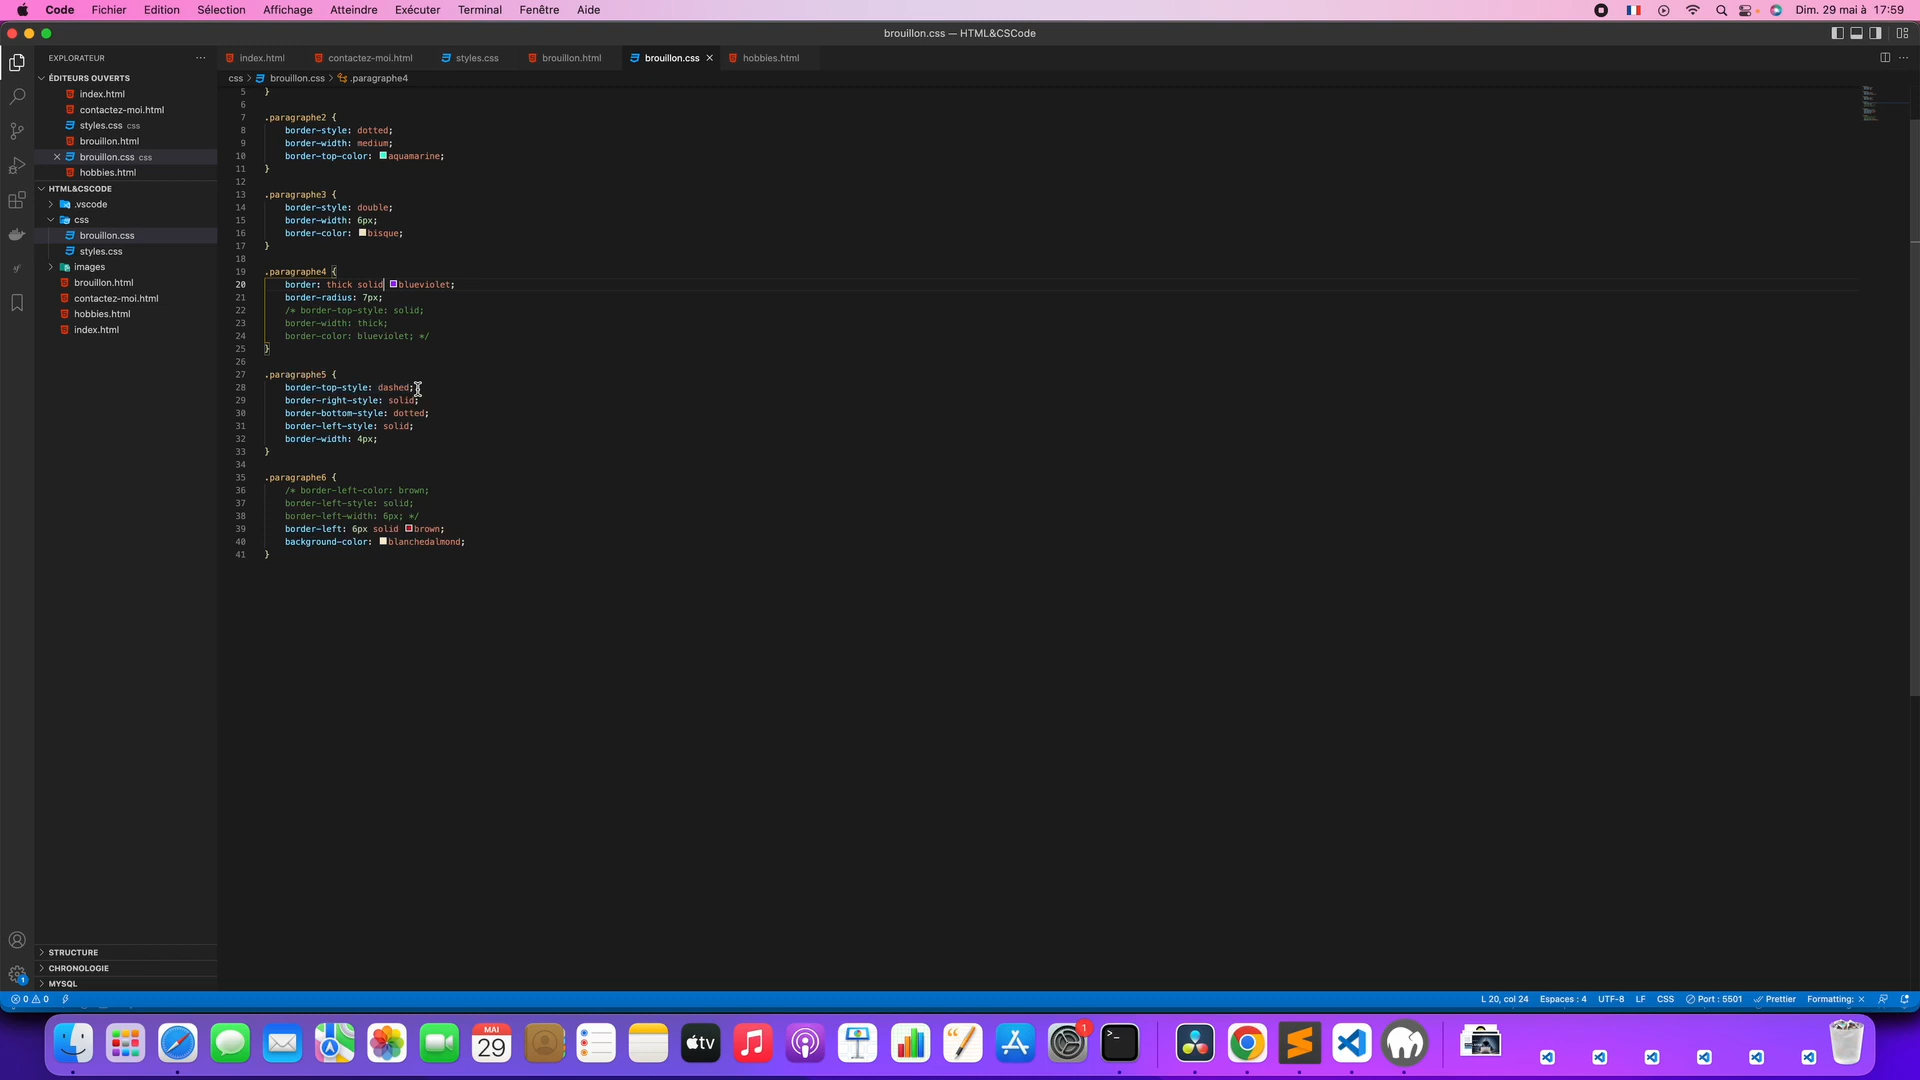 Code Fichier Edition Sélection Affichage Atteindre Exécuter Terminal Fenêtre Aide Dim. 29 mai à 17:59
brouillon.css — HTML&CSCode
EXPLORATEUR
ÉDITEURS OUVERTS
index.html
contactez-moi.html
styles.css css
brouillon.html
brouillon.css css
hobbies.html
HTML&CSCODE
.vscode
css
brouillon.css
styles.css
images
brouillon.html
contactez-moi.html
hobbies.html
index.html
STRUCTURE
CHRONOLOGIE
MYSQL
index.html contactez-moi.html styles.css brouillon.html brouillon.css hobbies.html
css > brouillon.css > .paragraphe4
5 }
6
7 .paragraphe2 {
8 border-style: dotted;
9 border-width: medium;
10 border-top-color: aquamarine;
11 }
12
13 .paragraphe3 {
14 border-style: double;
15 border-width: 6px;
16 border-color: bisque;
17 }
18
19 .paragraphe4 {
20 border: thick solid blueviolet;
21 border-radius: 7px;
22 /* border-top-style: solid;
23 border-width: thick;
24 border-color: blueviolet; */
25 }
26
27 .paragraphe5 {
28 border-top-style: dashed;
29 border-right-style: solid;
30 border-bottom-style: dotted;
31 border-left-style: solid;
32 border-width: 4px;
33 }
34
35 .paragraphe6 {
36 /* border-left-color: brown;
37 border-left-style: solid;
38 border-left-width: 6px; */
39 border-left: 6px solid brown;
40 background-color: blanchedalmond;
41 }
1
0 0 L 20, col 24 Espaces : 4 UTF-8 LF CSS Port : 5501 Prettier Formatting: ×
MAI
29
tv
1
>_